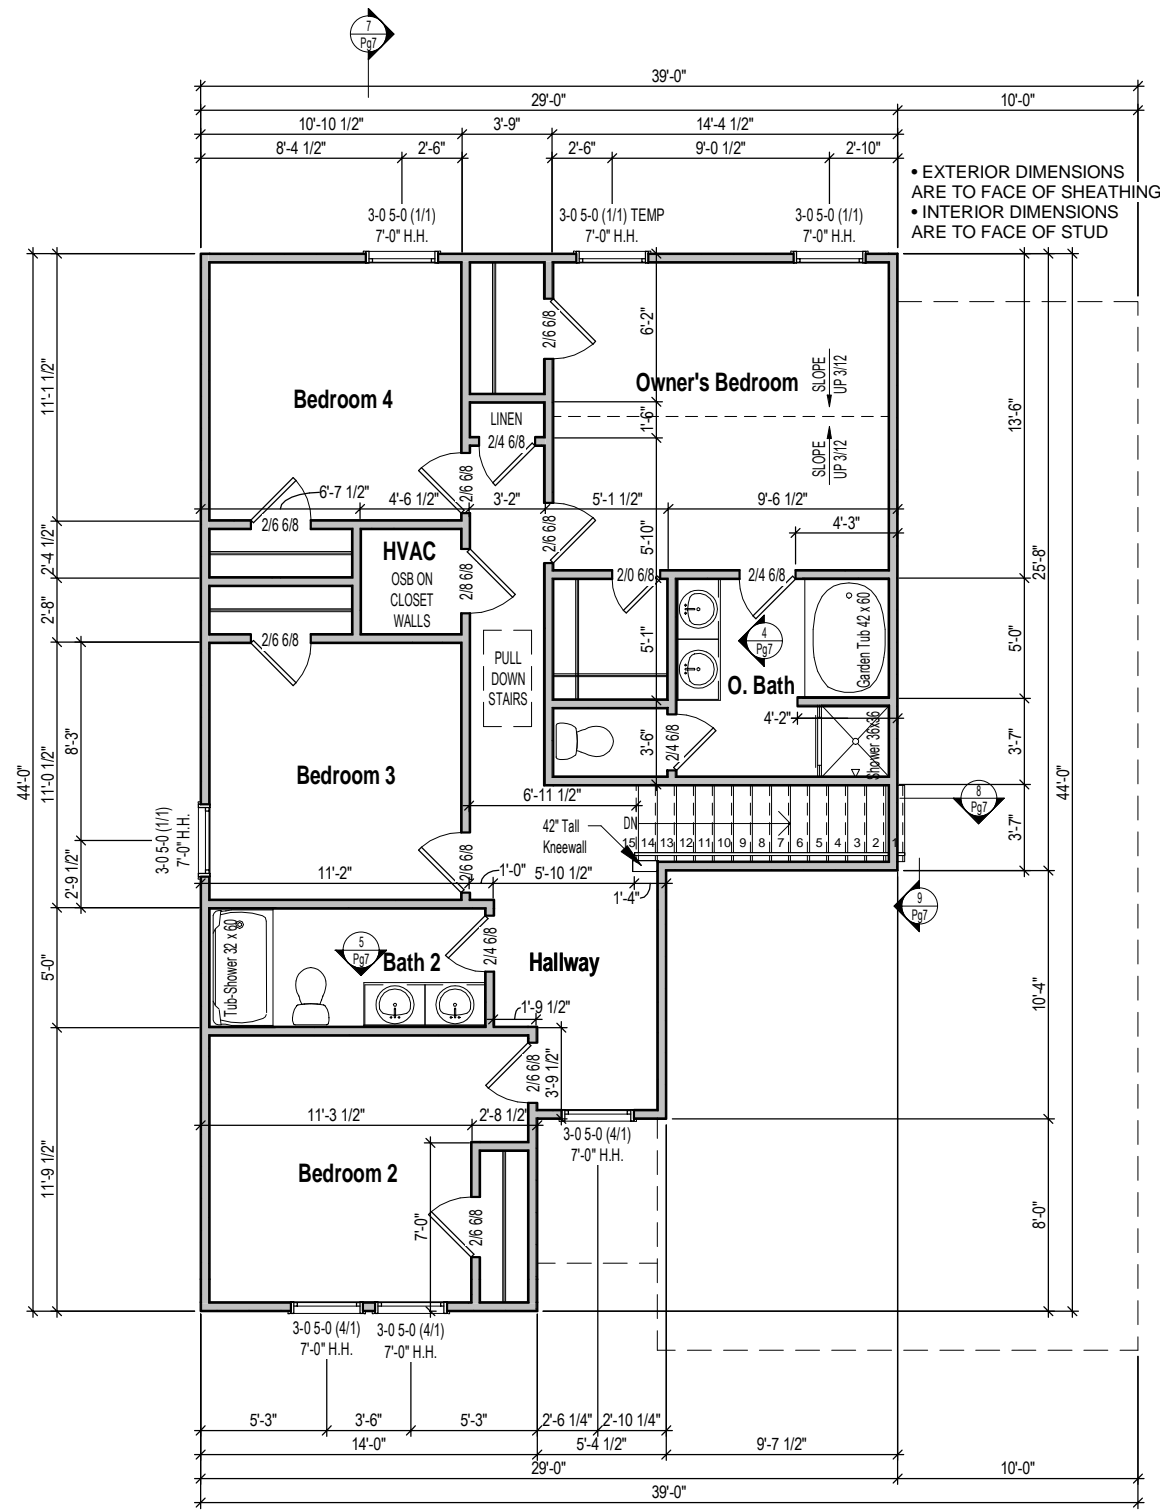 7
Pg7
39'-0"
29'-0"
10'-0"
10'-10 1/2"
3'-9"
14'-4 1/2"
8'-4 1/2"
2'-6"
2'-6"
9'-0 1/2"
2'-10"
• EXTERIOR DIMENSIONS
ARE TO FACE OF SHEATHING
• INTERIOR DIMENSIONS
ARE TO FACE OF STUD
3-0 5-0 (1/1)
7'-0" H.H.
3-0 5-0 (1/1) TEMP
7'-0" H.H.
3-0 5-0 (1/1)
7'-0" H.H.
2/6 6/8
6'-2"
Bedroom 4
Owner's Bedroom
SLOPE
UP 3/12
11'-1 1/2"
13'-6"
LINEN
2/4 6/8
1'-6"
SLOPE
UP 3/12
2/6 6/8
6'-7 1/2"
4'-6 1/2"
3'-2"
5'-1 1/2"
9'-6 1/2"
2/6 6/8
2/6 6/8
5'-10"
4'-3"
2'-4 1/2"
HVAC
OSB ON
CLOSET
WALLS
2/8 6/8
2/0 6/8
2/4 6/8
25'-8"
2'-8"
2/6 6/8
5'-1"
4
Pg7
Garden Tub 42 x 60
5'-0"
PULL
DOWN
STAIRS
O. Bath
4'-2"
8'-3"
3'-6"
2/4 6/8
Shower 36x36
3'-7"
44'-0"
11'-0 1/2"
Bedroom 3
44'-0"
6'-11 1/2"
8
Pg7
3-0 5-0 (1/1)
7'-0" H.H.
42" Tall
Kneewall
DN
15 14 13 12 11 10 9 8 7 6 5 4 3 2 1
3'-7"
2'-9 1/2"
2/6 6/8
11'-2"
1'-0"
5'-10 1/2"
1'-4"
9
Pg7
Tub-Shower 32 x 60
5
Pg7
Bath 2
2/4 6/8
Hallway
5'-0"
1'-9 1/2"
10'-4"
2/6 6/8
3'-9 1/2"
11'-3 1/2"
2'-8 1/2"
3-0 5-0 (4/1)
7'-0" H.H.
11'-9 1/2"
Bedroom 2
7'-0"
2/6 6/8
8'-0"
3-0 5-0 (4/1)
7'-0" H.H.
3-0 5-0 (4/1)
7'-0" H.H.
5'-3"
3'-6"
5'-3"
2'-6 1/4"
2'-10 1/4"
14'-0"
5'-4 1/2"
9'-7 1/2"
29'-0"
10'-0"
39'-0"